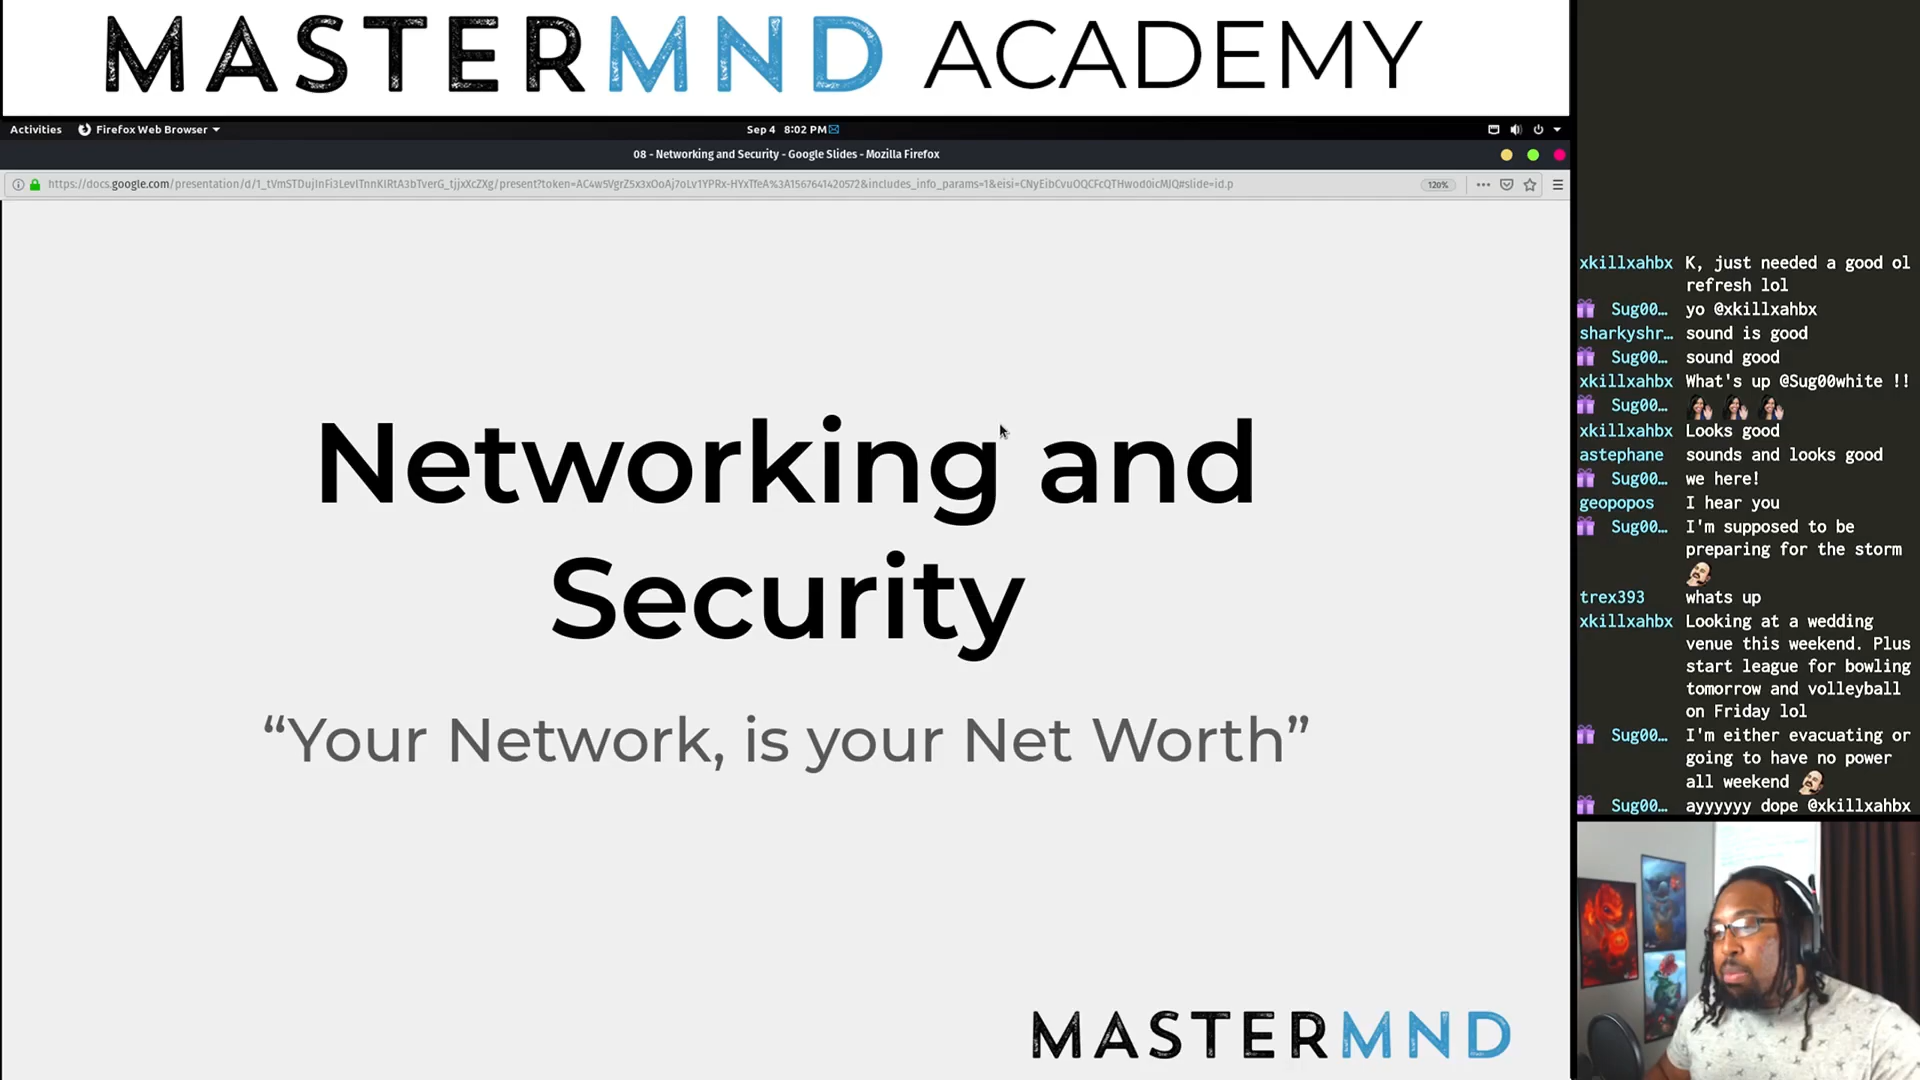 MASTERMND ACADEMY
Activities Firefox Web Browser Sep 4 8:02 PM
08 - Networking and Security - Google Slides - Mozilla Firefox
120%
Networking and
Security
“Your Network, is your Net Worth”
MASTERMND
xkillxahbx K, just needed a good ol
refresh lol
Sug00… yo @xkillxahbx
sharkyshr… sound is good
Sug00… sound good
xkillxahbx What's up @Sug00white !!
Sug00…
xkillxahbx Looks good
astephane sounds and looks good
Sug00… we here!
geopopos I hear you
Sug00… I'm supposed to be
preparing for the storm
trex393 whats up
xkillxahbx Looking at a wedding
venue this weekend. Plus
start league for bowling
tomorrow and volleyball
on Friday lol
Sug00… I'm either evacuating or
going to have no power
all weekend
Sug00… ayyyyyy dope @xkillxahbx